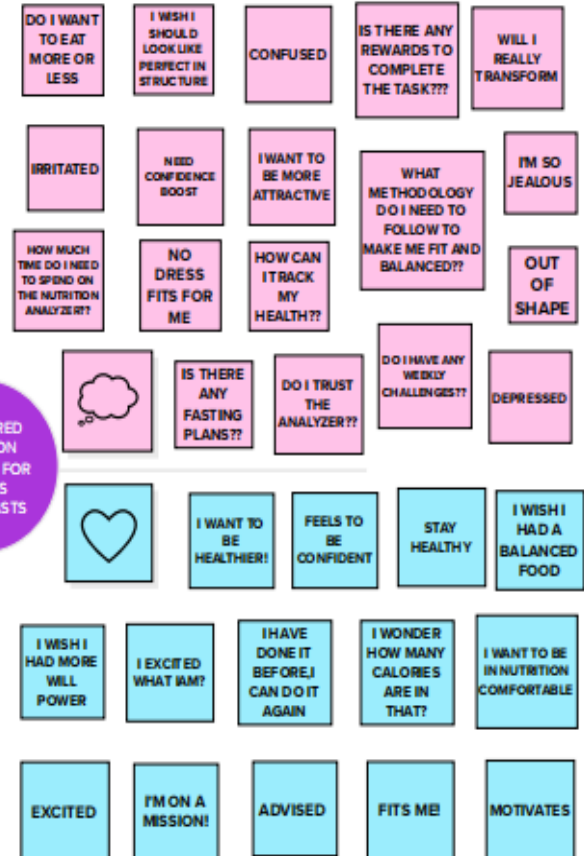 DO I WANT
TO EAT
MORE OR
LESS
I WISH I
SHOULD
LOOK LIKE
PERFECT IN
STRUCTURE
CONFUSED
IS THERE ANY
REWARDS TO
COMPLETE
THE TASK???
WILL I
REALLY
TRANSFORM
IRRITATED
NEED
CONFIDENCE
BOOST
I WANT TO
BE MORE
ATTRACTIVE
WHAT
METHODOLOGY
DO I NEED TO
FOLLOW TO
MAKE ME FIT AND
BALANCED??
I'M SO
JEALOUS
HOW MUCH
TIME DO I NEED
TO SPEND ON
THE NUTRITION
ANALYZER??
NO
DRESS
FITS FOR
ME
HOW CAN
I TRACK
MY
HEALTH??
OUT
OF
SHAPE
IS THERE
ANY
FASTING
PLANS??
DO I TRUST
THE
ANALYZER??
DO I HAVE ANY
WEEKLY
CHALLENGES??
DEPRESSED
RED
ON
FOR
S
STS
I WANT TO
BE
HEALTHIER!
FEELS TO
BE
CONFIDENT
STAY
HEALTHY
I WISH I
HAD A
BALANCED
FOOD
I WISH I
HAD MORE
WILL
POWER
I EXCITED
WHAT IAM?
I HAVE
DONE IT
BEFORE,I
CAN DO IT
AGAIN
I WONDER
HOW MANY
CALORIES
ARE IN
THAT?
I WANT TO BE
IN NUTRITION
COMFORTABLE
EXCITED
I'M ON A
MISSION!
ADVISED
FITS ME!
MOTIVATES